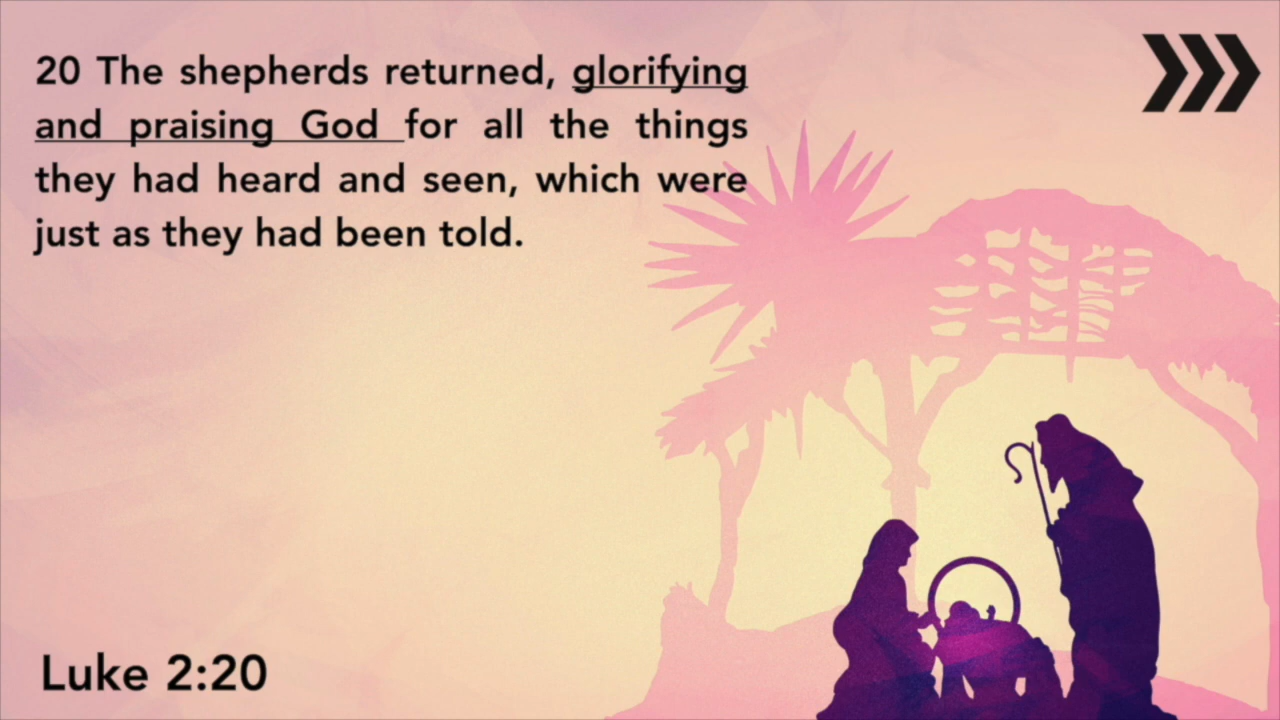 20 The shepherds returned, glorifying
and praising God for all the things
they had heard and seen, which were
just as they had been told.
Luke 2:20